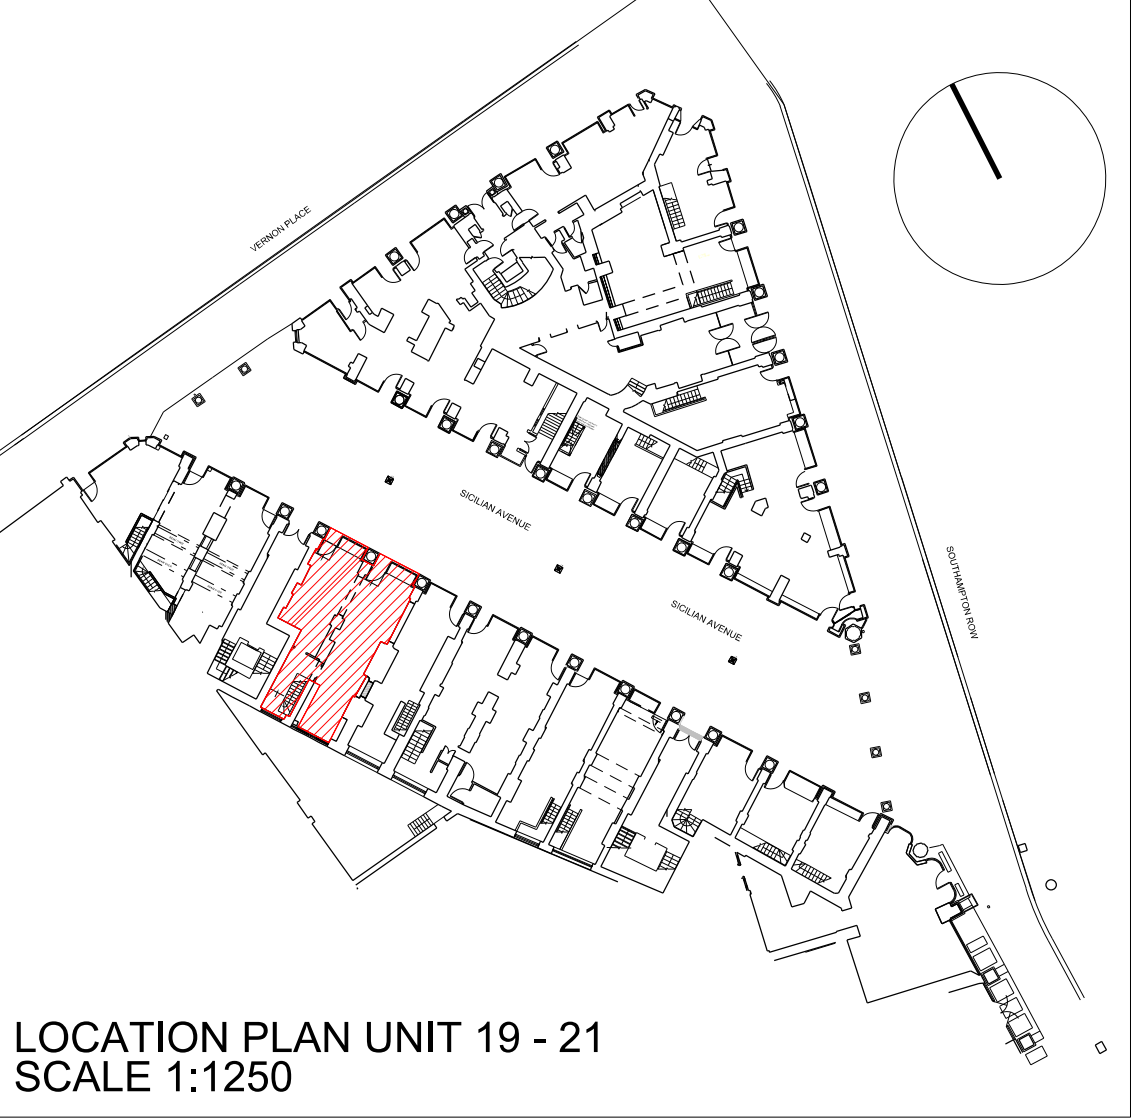 VERNON PLACE
SICILIAN AVENUE
SICILIAN AVENUE
SOUTHAMPTON ROW
LOCATION PLAN UNIT 19 - 21
SCALE 1:1250